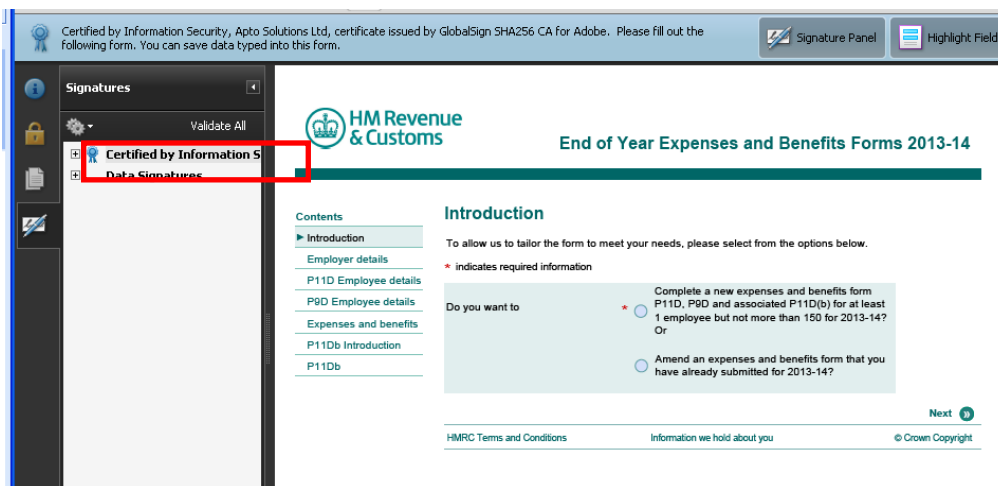 Certified by Information Security, Apto Solutions Ltd, certificate issued by GlobalSign SHA256 CA for Adobe. Please fill out the
following form. You can save data typed into this form.
Signature Panel
Highlight Field
Signatures
Validate All
Certified by Information S
Data Signatures
HM Revenue
& Customs
End of Year Expenses and Benefits Forms 2013-14
Contents
Introduction
Employer details
P11D Employee details
P9D Employee details
Expenses and benefits
P11Db Introduction
P11Db
Introduction
To allow us to tailor the form to meet your needs, please select from the options below.
* indicates required information
Do you want to
*
Complete a new expenses and benefits form
P11D, P9D and associated P11D(b) for at least
1 employee but not more than 150 for 2013-14?
Or
Amend an expenses and benefits form that you
have already submitted for 2013-14?
Next
HMRC Terms and Conditions
Information we hold about you
© Crown Copyright